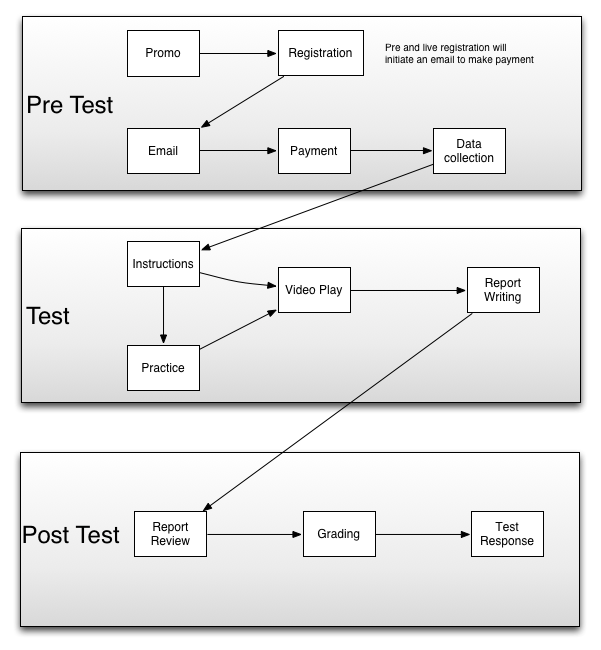 Promo
Registration
Pre and live registration will
initiate an email to make payment
Pre Test
Email
Payment
Data
collection
Instructions
Video Play
Report
Writing
Test
Practice
Report
Review
Grading
Test
Response
Post Test